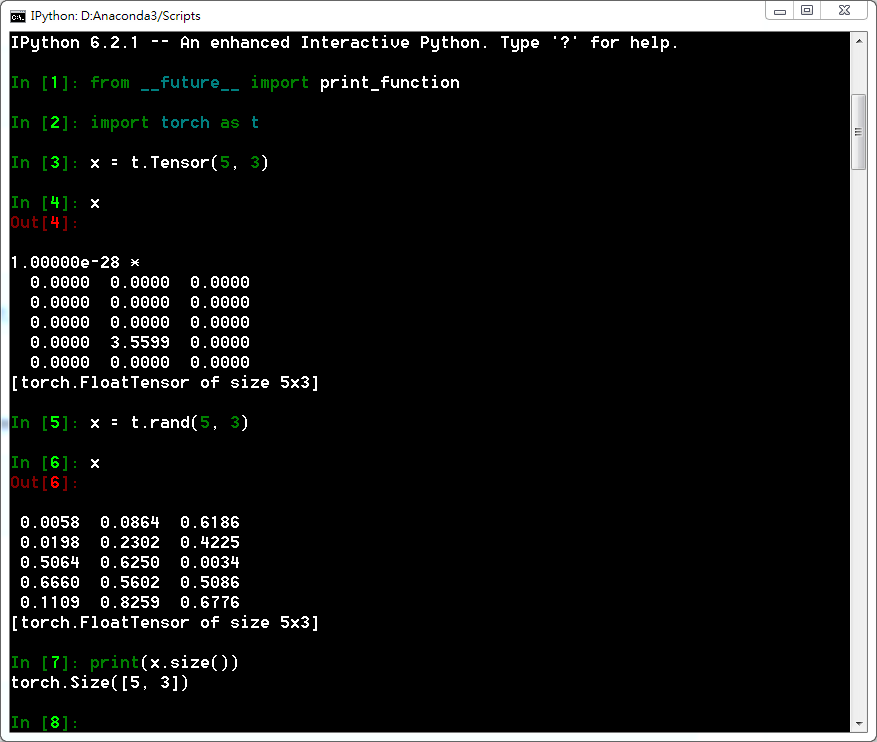 IPython: D:Anaconda3/Scripts
IPython 6.2.1 -- An enhanced Interactive Python. Type '?' for help.
In [1]: from __future__ import print_function
In [2]: import torch as t
In [3]: x = t.Tensor(5, 3)
In [4]: x
Out[4]:
1.00000e-28 *
0.0000 0.0000 0.0000
0.0000 0.0000 0.0000
0.0000 0.0000 0.0000
0.0000 3.5599 0.0000
0.0000 0.0000 0.0000
[torch.FloatTensor of size 5x3]
In [5]: x = t.rand(5, 3)
In [6]: x
Out[6]:
0.0058 0.0864 0.6186
0.0198 0.2302 0.4225
0.5064 0.6250 0.0034
0.6660 0.5602 0.5086
0.1109 0.8259 0.6776
[torch.FloatTensor of size 5x3]
In [7]: print(x.size())
torch.Size([5, 3])
In [8]: